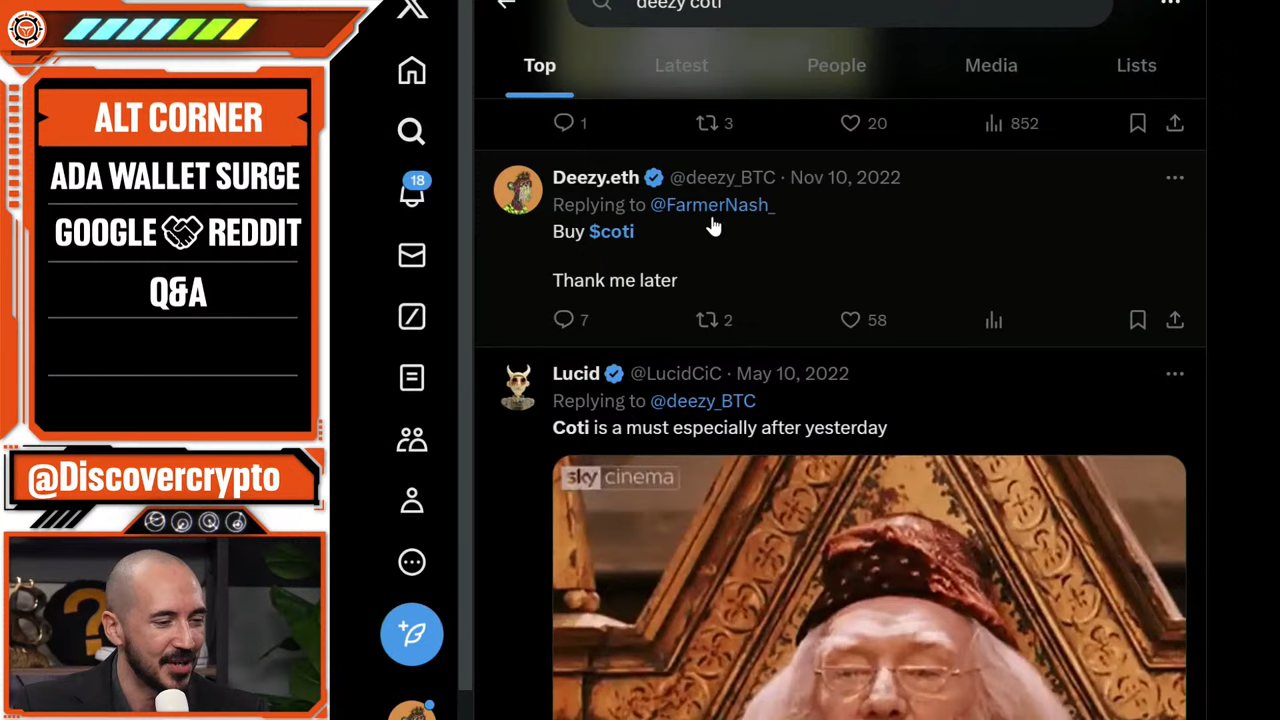 ALT CORNER
ADA WALLET SURGE
GOOGLE REDDIT
Q&A
@Discovercrypto
?
18
deezy coti
Top Latest People Media Lists
1 3 20 852
Deezy.eth @deezy_BTC · Nov 10, 2022
Replying to @FarmerNash_
Buy $coti
Thank me later
7 2 58
Lucid @LucidCiC · May 10, 2022
Replying to @deezy_BTC
Coti is a must especially after yesterday
sky cinema